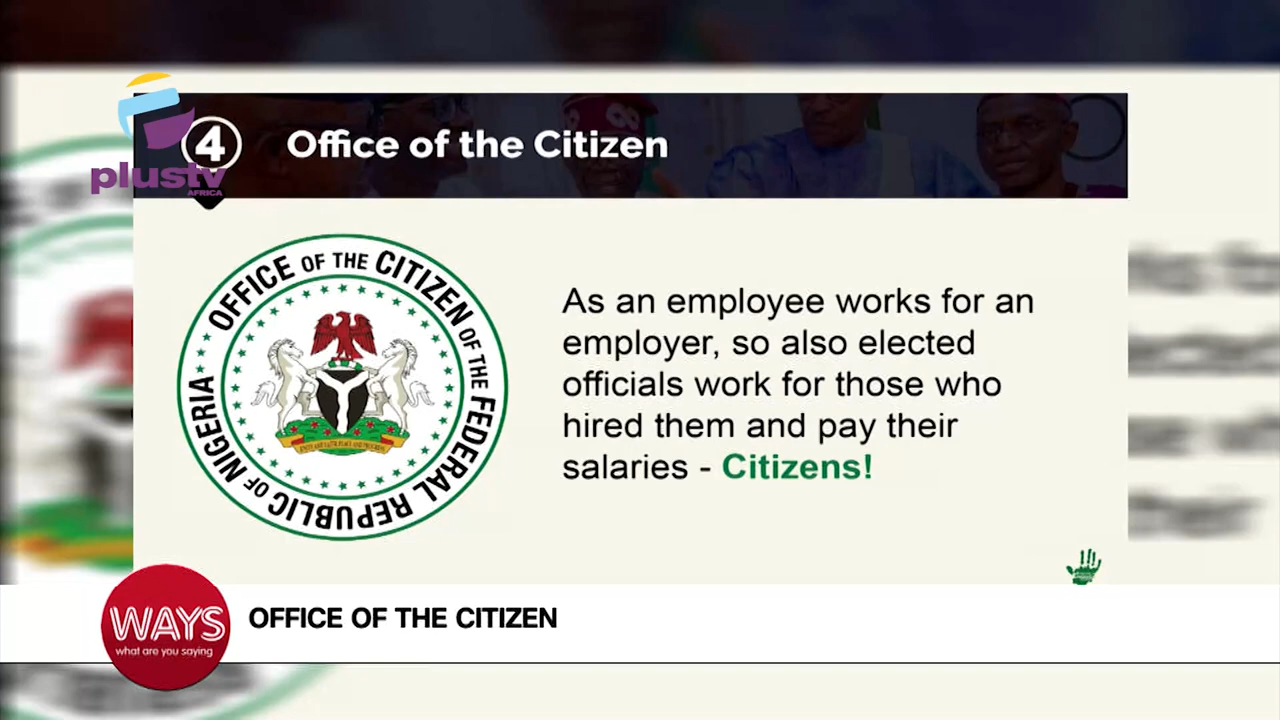 4
Office of the Citizen
plustv
AFRICA
OFFICE OF THE CITIZEN OF THE FEDERAL REPUBLIC OF NIGERIA
As an employee works for an
employer, so also elected
officials work for those who
hired them and pay their
salaries - Citizens!
WAYS
what are you saying
OFFICE OF THE CITIZEN